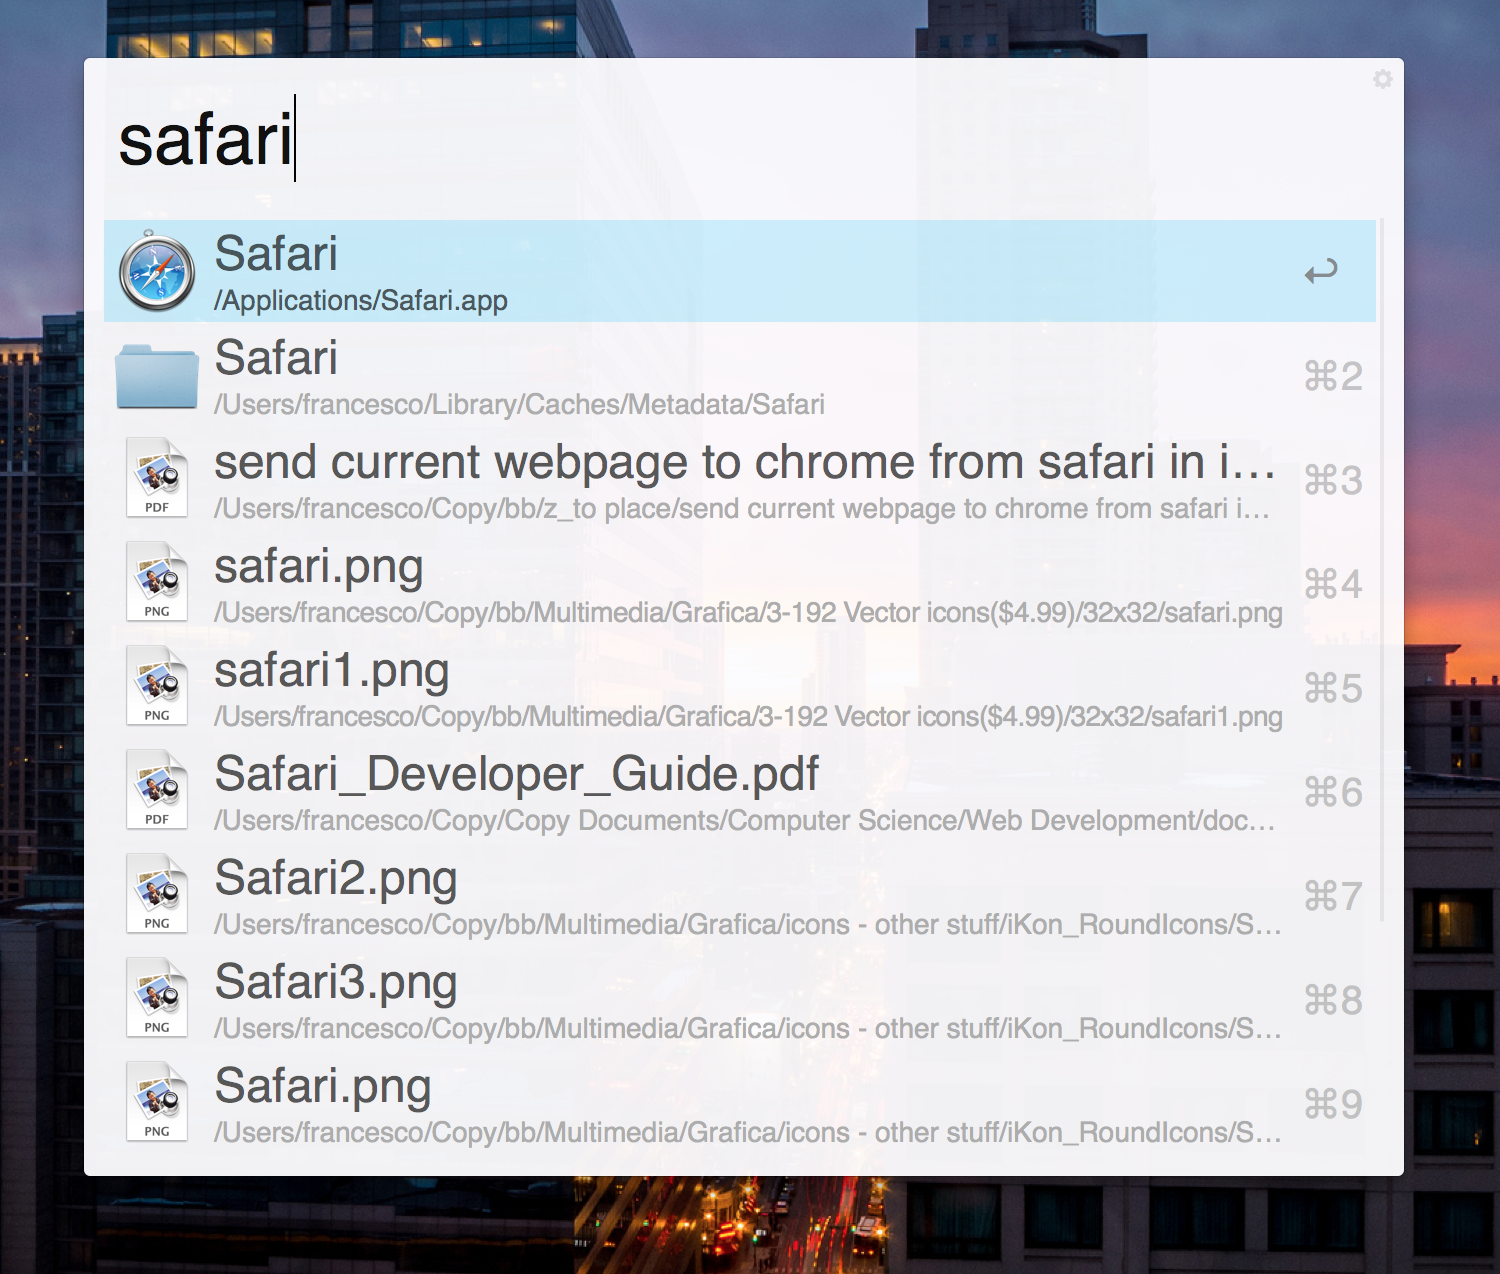 safari
Safari
/Applications/Safari.app
Safari
/Users/francesco/Library/Caches/Metadata/Safari
⌘2
send current webpage to chrome from safari in i...
/Users/francesco/Copy/bb/z_to place/send current webpage to chrome from safari i...
⌘3
PDF
safari.png
/Users/francesco/Copy/bb/Multimedia/Grafica/3-192 Vector icons($4.99)/32x32/safari.png
⌘4
PNG
safari1.png
/Users/francesco/Copy/bb/Multimedia/Grafica/3-192 Vector icons($4.99)/32x32/safari1.png
⌘5
PNG
Safari_Developer_Guide.pdf
/Users/francesco/Copy/Copy Documents/Computer Science/Web Development/doc...
⌘6
PDF
Safari2.png
/Users/francesco/Copy/bb/Multimedia/Grafica/icons - other stuff/iKon_RoundIcons/S...
⌘7
PNG
Safari3.png
/Users/francesco/Copy/bb/Multimedia/Grafica/icons - other stuff/iKon_RoundIcons/S...
⌘8
PNG
Safari.png
/Users/francesco/Copy/bb/Multimedia/Grafica/icons - other stuff/iKon_RoundIcons/S...
⌘9
PNG